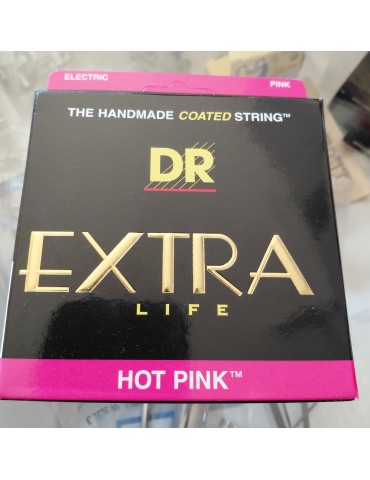 ELECTRIC PINK
THE HANDMADE COATED STRING™
DR
EXTRA
LIFE
HOT PINK™